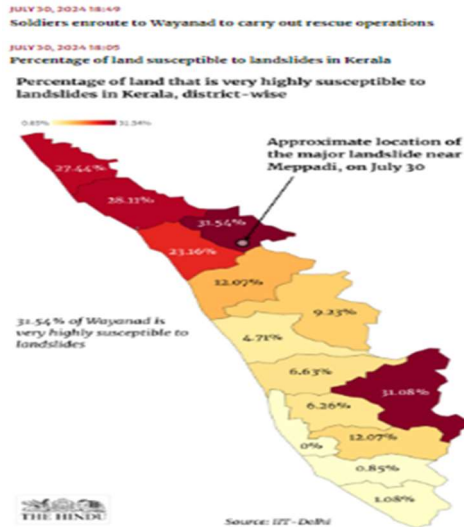 JULY 30, 2024 18:49
Soldiers enroute to Wayanad to carry out rescue operations
JULY 30, 2024 18:05
Percentage of land susceptible to landslides in Kerala
Percentage of land that is very highly susceptible to
landslides in Kerala, district-wise
0.85% 31.54%
Approximate location of
the major landslide near
Meppadi, on July 30
27.44%
28.11%
31.54%
23.16%
12.07%
9.23%
31.54% of Wayanad is
very highly susceptible to
landslides
4.71%
6.63%
31.08%
6.26%
0%
12.07%
0.85%
1.08%
THE HINDU
Source: IIT-Delhi